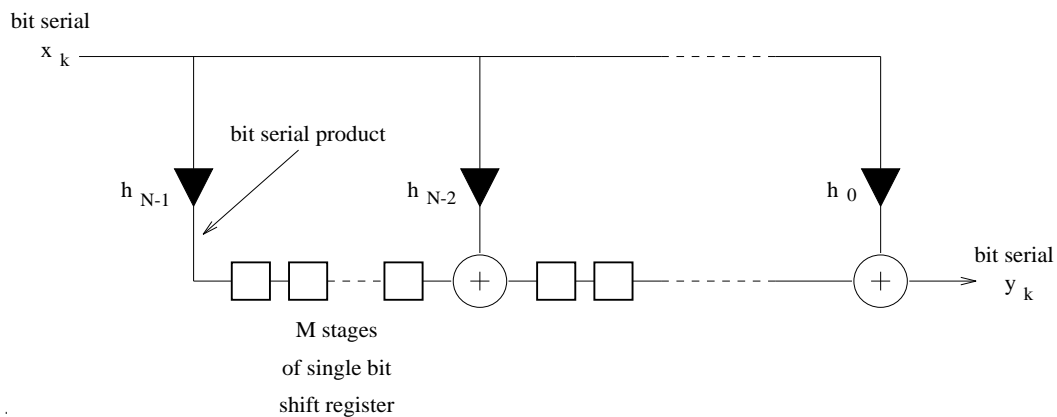 bit serial
x k
bit serial product
h N-1
h N-2
h 0
+
+
bit serial
y k
M stages
of single bit
shift register